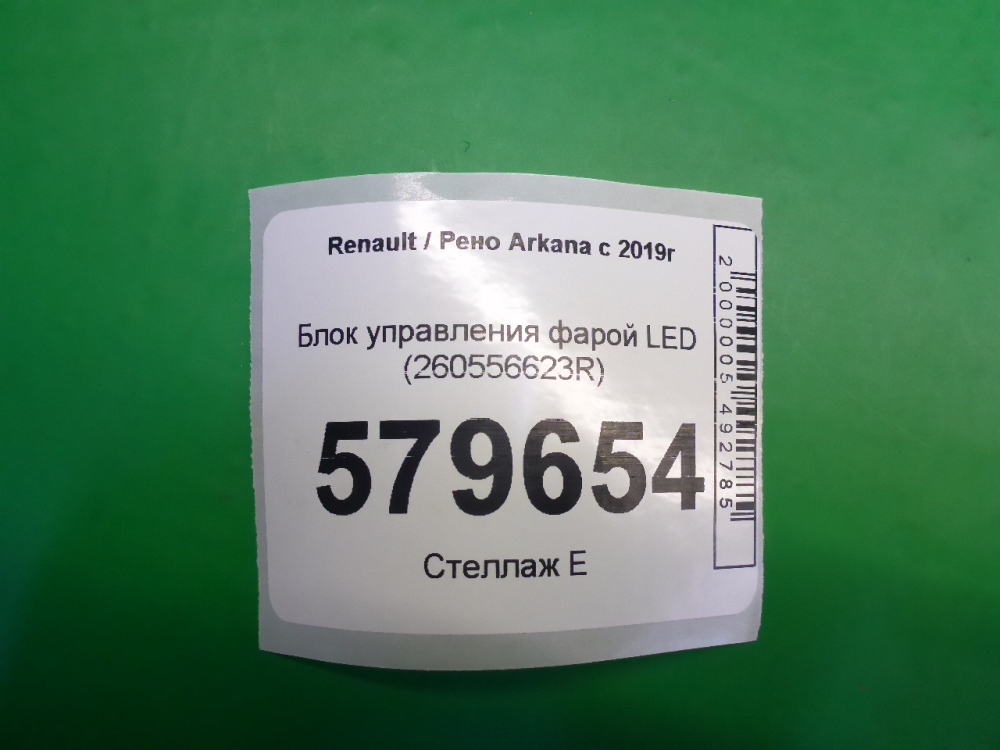 Renault / Рено Arkana с 2019г
Блок управления фарой LED
(260556623R)
579654
Стеллаж Е
2000005492785